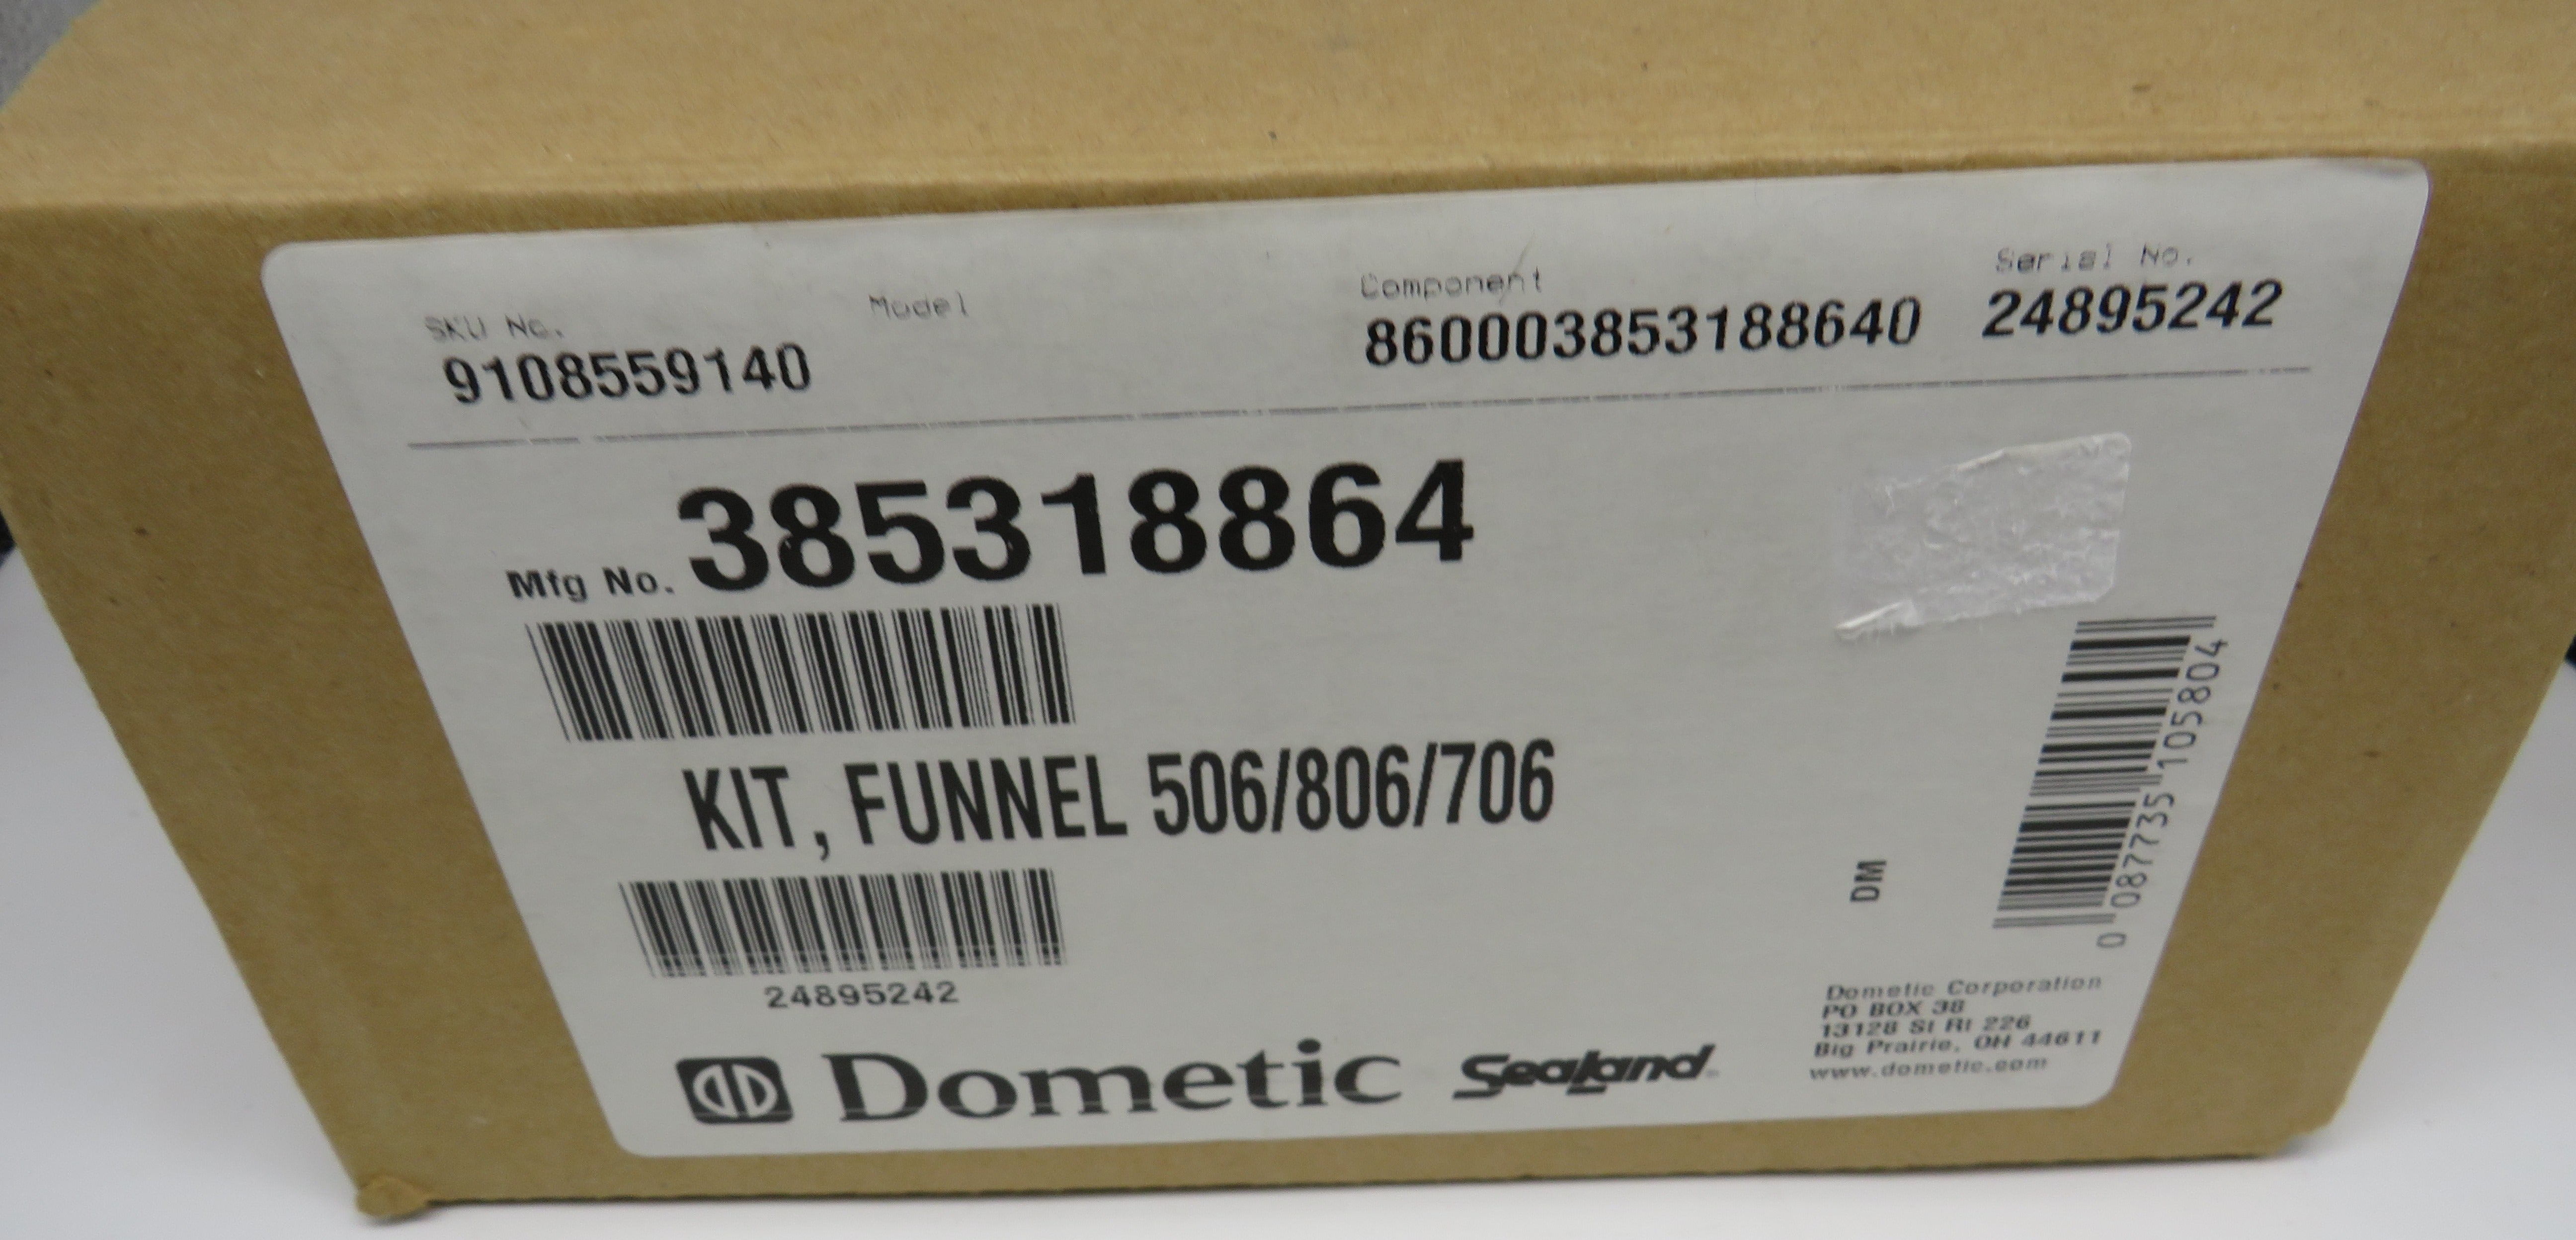 SKU No. Model Component Serial No.
9108559140 860003853188640 24895242
Mfg No. 385318864
KIT, FUNNEL 506/806/706
24895242
DM
0 087735 105804
Dometic Sealand
Dometic Corporation
PO BOX 38
13128 St Rt 226
Big Prairie, OH 44611
www.dometic.com